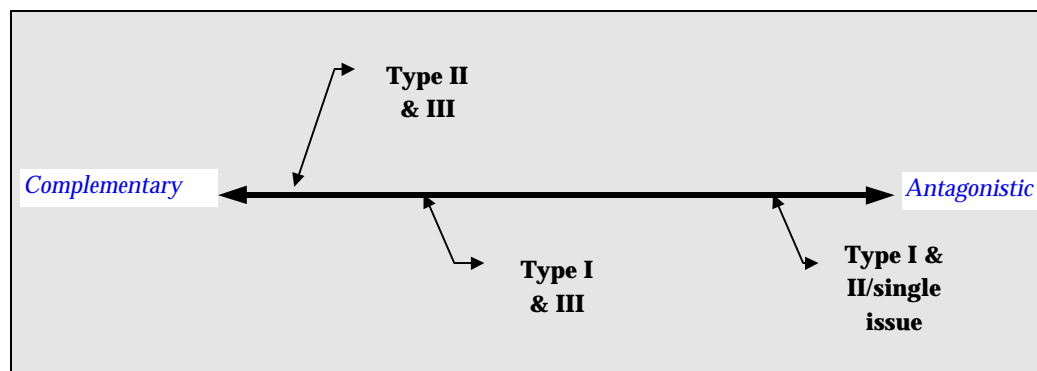 Type II
& III
Complementary
Antagonistic
Type I
& III
Type I &
II/single
issue